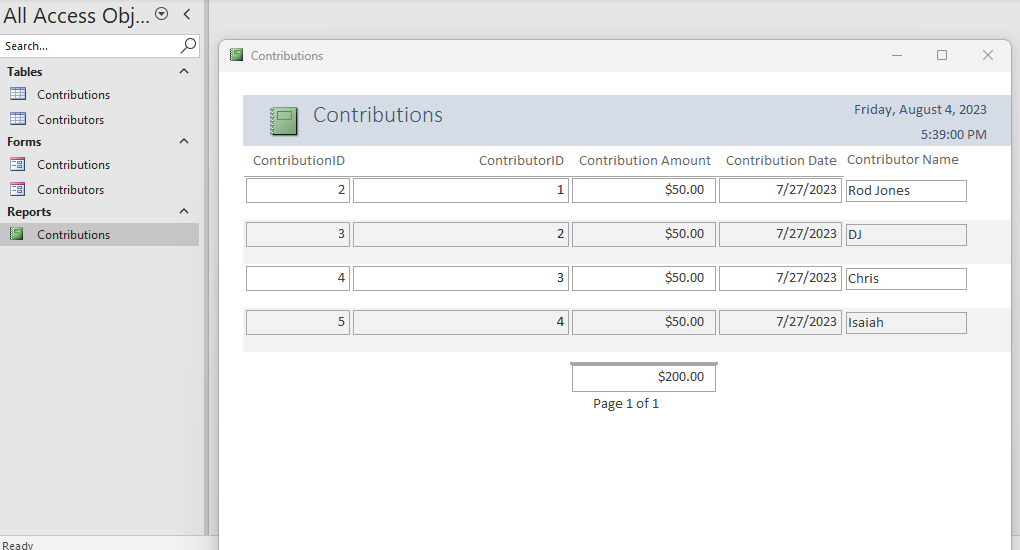 All Access Obj...
Search...
Tables
Contributions
Contributors
Forms
Contributions
Contributors
Reports
Contributions
Ready
Contributions
Contributions
Friday, August 4, 2023
5:39:00 PM
ContributionID ContributorID Contribution Amount Contribution Date Contributor Name
2 1 $50.00 7/27/2023 Rod Jones
3 2 $50.00 7/27/2023 DJ
4 3 $50.00 7/27/2023 Chris
5 4 $50.00 7/27/2023 Isaiah
$200.00
Page 1 of 1